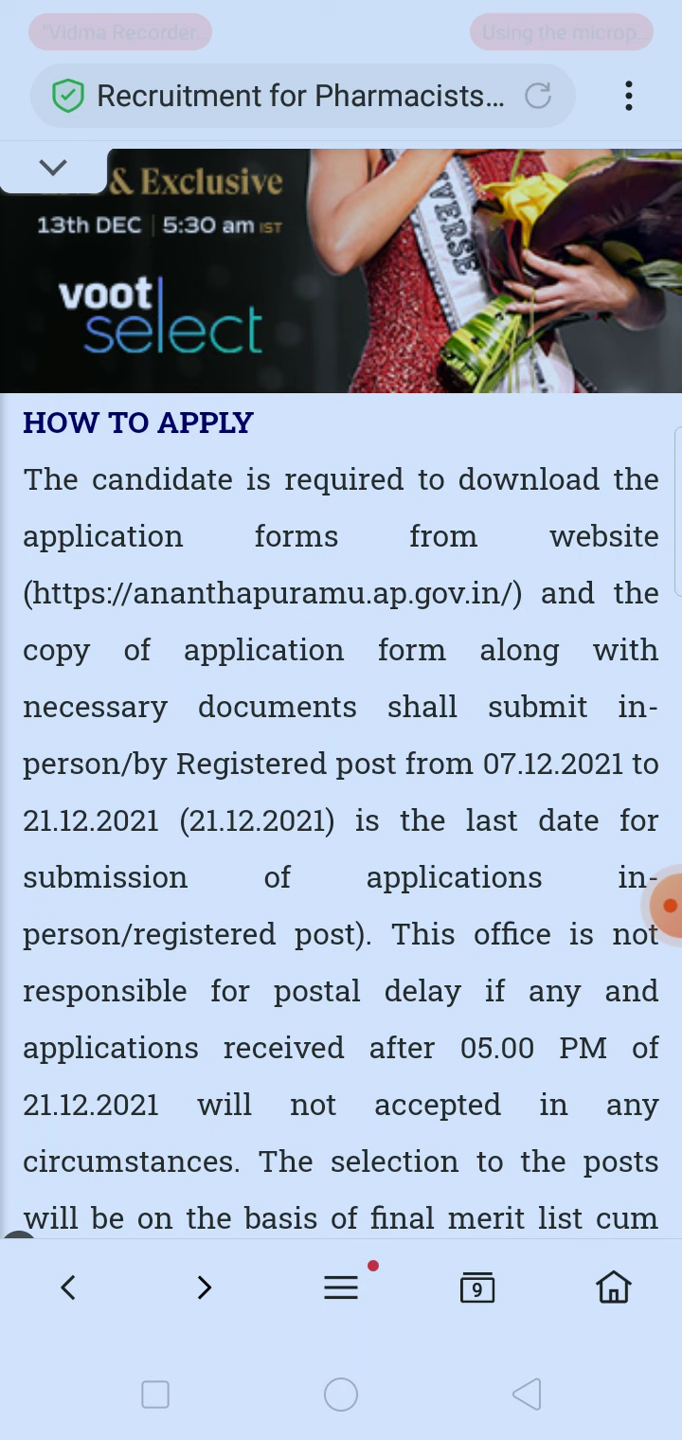 "Vidma Recorder
Using the microp...
Recruitment for Pharmacists...
& Exclusive
13th DEC | 5:30 am IST
voot
select
VERSE
HOW TO APPLY
The candidate is required to download the
application forms from website
(https://ananthapuramu.ap.gov.in/) and the
copy of application form along with
necessary documents shall submit in-
person/by Registered post from 07.12.2021 to
21.12.2021 (21.12.2021) is the last date for
submission of applications in-
person/registered post). This office is not
responsible for postal delay if any and
applications received after 05.00 PM of
21.12.2021 will not accepted in any
circumstances. The selection to the posts
will be on the basis of final merit list cum
9